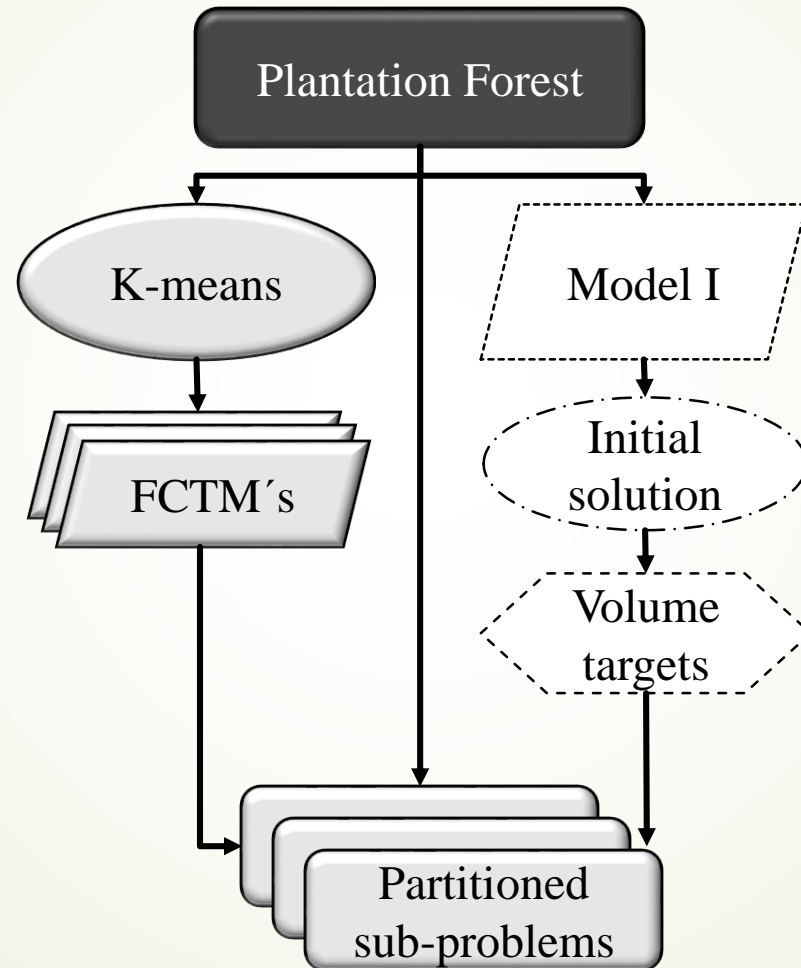 Plantation Forest
K-means
Model I
FCTM´s
Initial
solution
Volume
targets
Partitioned
sub-problems